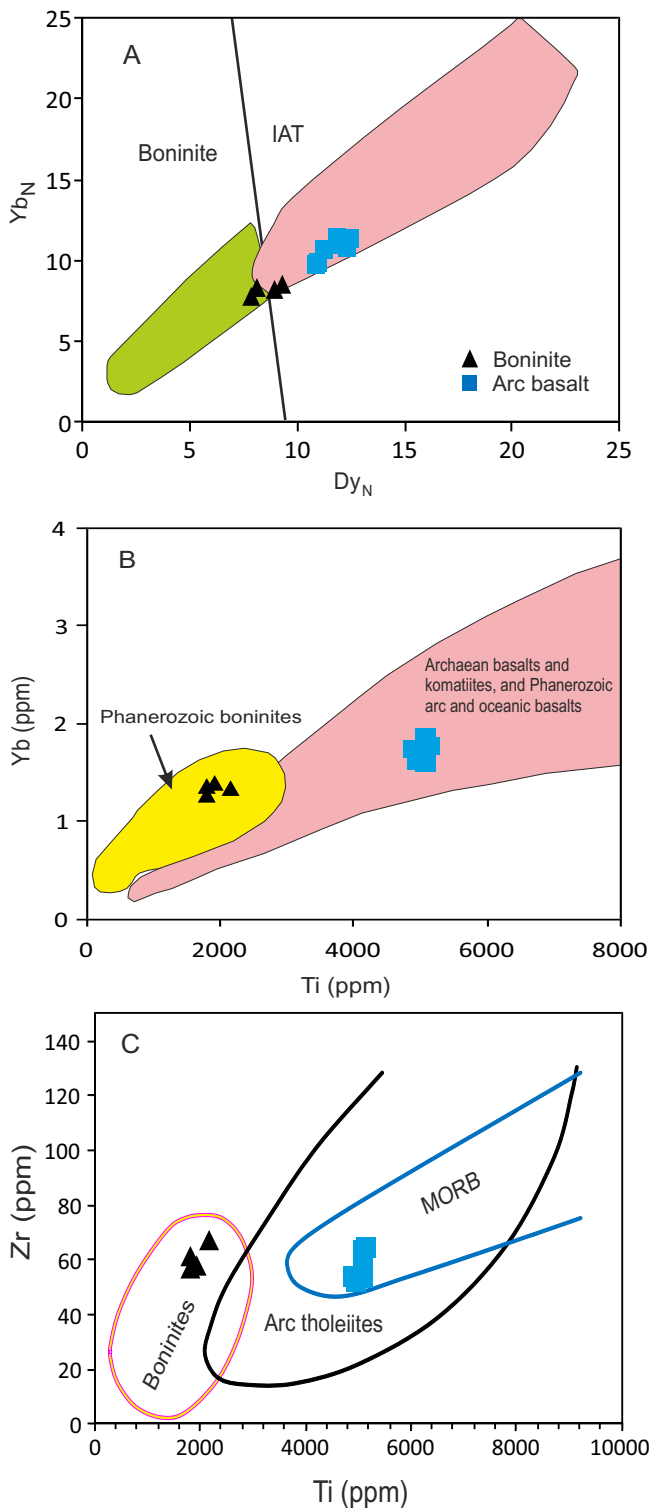 A
25
20
15
10
5
0
Yb_N
Boninite
IAT
Boninite
Arc basalt
0 5 10 15 20 25
Dy_N
B
4
3
2
1
0
Yb (ppm)
Archaean basalts and
komatiites, and Phanerozoic
arc and oceanic basalts
Phanerozoic boninites
0 2000 4000 6000 8000
Ti (ppm)
C
140
120
100
80
60
40
20
0
Zr (ppm)
MORB
Boninites
Arc tholeiites
0 2000 4000 6000 8000 10000
Ti (ppm)